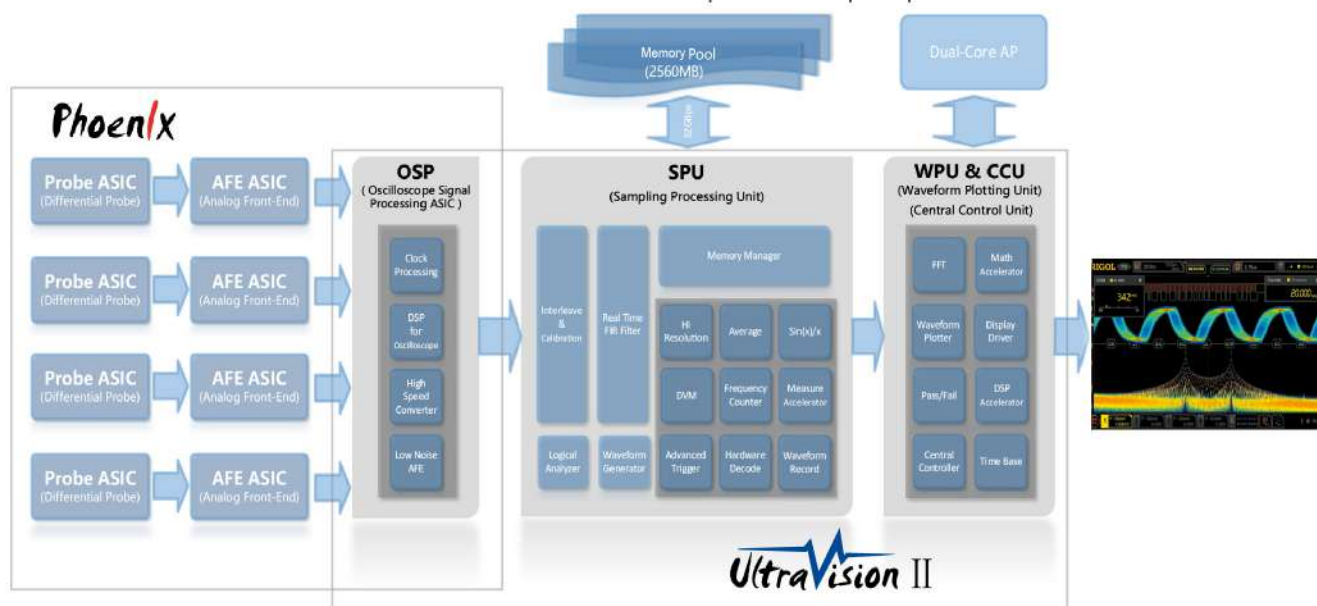 Memory Pool
(2560MB)
Dual-Core AP
Phoenix
Probe ASIC
(Differential Probe)
AFE ASIC
(Analog Front-End)
Probe ASIC
(Differential Probe)
AFE ASIC
(Analog Front-End)
Probe ASIC
(Differential Probe)
AFE ASIC
(Analog Front-End)
Probe ASIC
(Differential Probe)
AFE ASIC
(Analog Front-End)
OSP
( Oscilloscope Signal
Processing ASIC )
Clock
Processing
DSP
for
Oscilloscope
High
Speed
Converter
Low Noise
AFE
SPU
(Sampling Processing Unit)
Interleave
&
Calibration
Real Time
FIR Filter
Memory Manager
Hi
Resolution
Average
Sin(x)/x
DVM
Frequency
Counter
Measure
Accelerator
Logical
Analyzer
Waveform
Generator
Advanced
Trigger
Hardware
Decode
Waveform
Record
WPU & CCU
(Waveform Plotting Unit)
(Central Control Unit)
FFT
Math
Accelerator
Waveform
Plotter
Display
Driver
Pass/Fail
DSP
Accelerator
Central
Controller
Time Base
RIGOL
UltraVision II